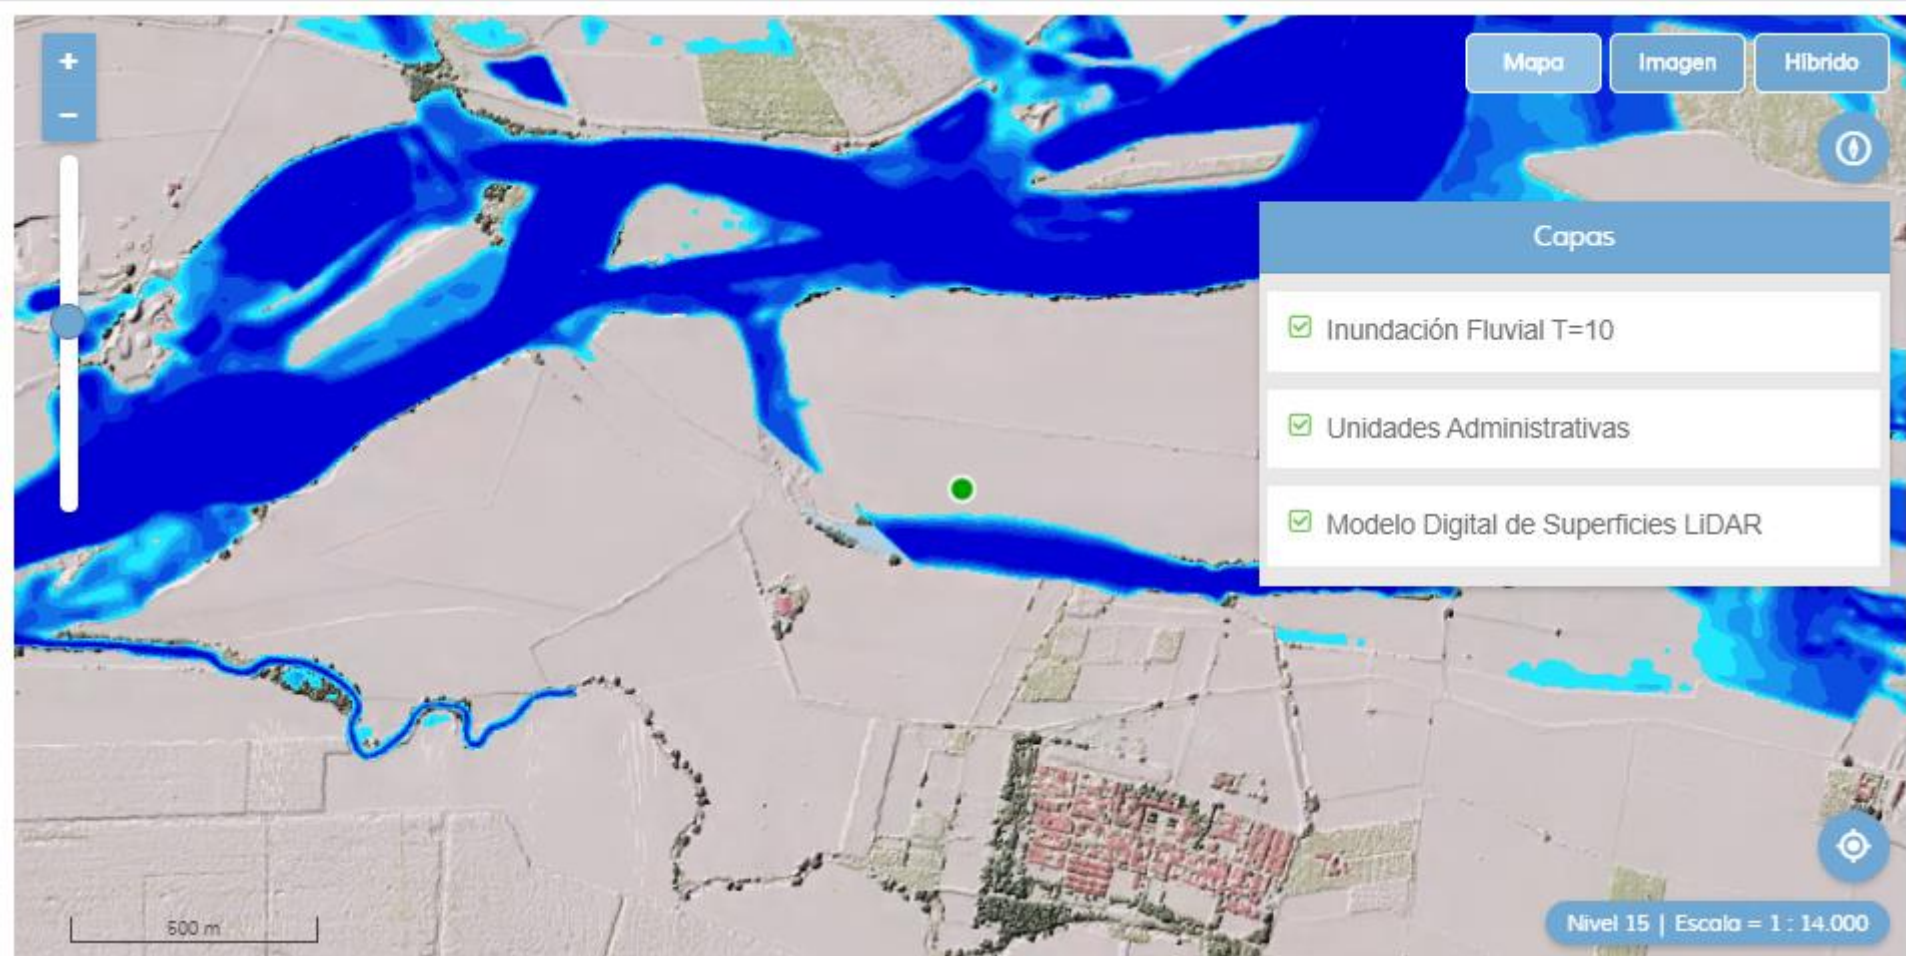 +
Mapa
Imagen
Híbrido
−
Capas
Inundación Fluvial T=10
Unidades Administrativas
Modelo Digital de Superficies LiDAR
500 m
Nivel 15 | Escala = 1 : 14.000